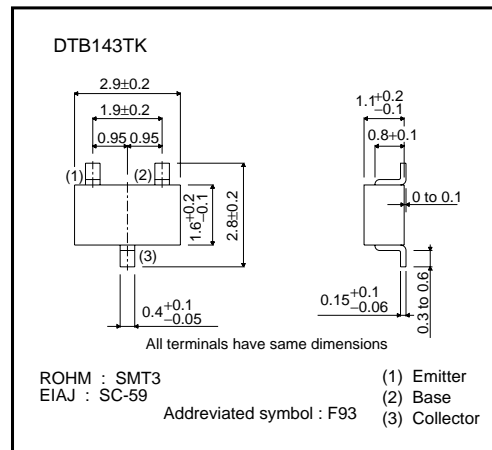 DTB143TK
2.9±0.2
1.9±0.2
0.95 0.95
(1)
(2)
(3)
1.6+0.2 −0.1
2.8±0.2
0.4+0.1 −0.05
1.1+0.2 −0.1
0.8+0.1
0 to 0.1
0.15+0.1 −0.06
0.3 to 0.6
All terminals have same dimensions
ROHM : SMT3
EIAJ : SC-59
Addreviated symbol : F93
(1) Emitter
(2) Base
(3) Collector